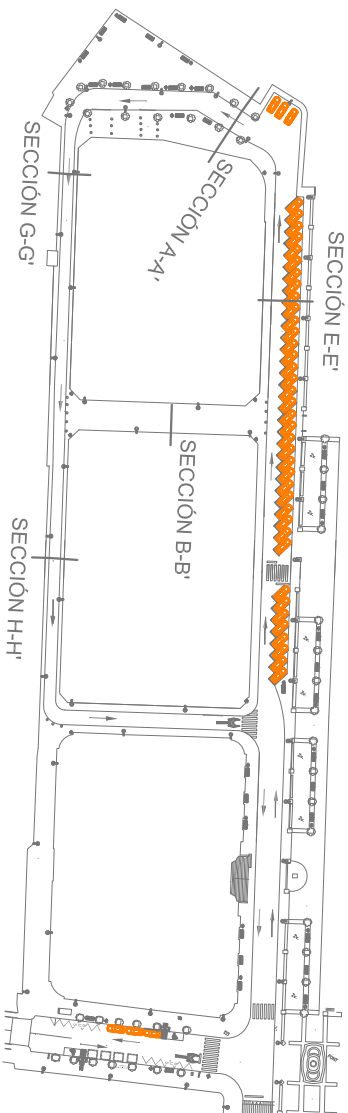 SECCIÓN A-A'
SECCIÓN G-G'
SECCIÓN E-E'
SECCIÓN B-B'
SECCIÓN H-H'